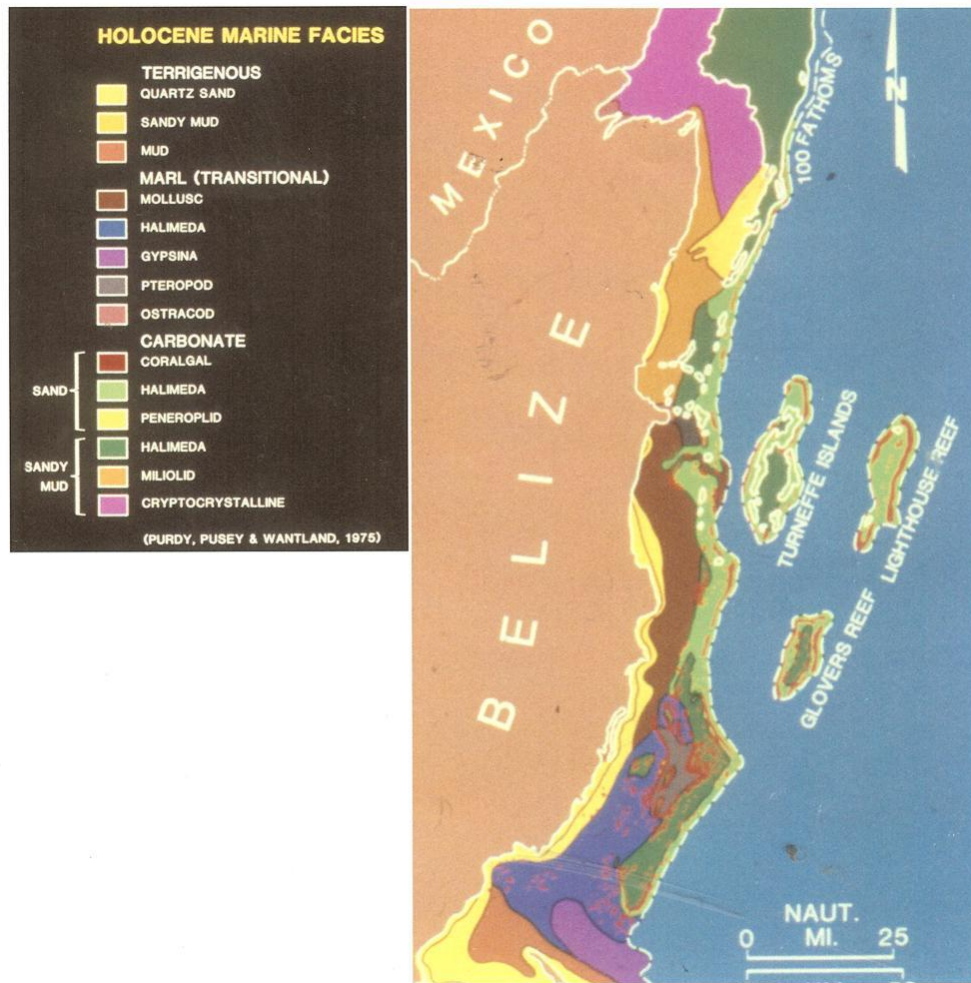 HOLOCENE MARINE FACIES
TERRIGENOUS
QUARTZ SAND
SANDY MUD
MUD
MARL (TRANSITIONAL)
MOLLUSC
HALIMEDA
GYPSINA
PTEROPOD
OSTRACOD
CARBONATE
SAND
CORALGAL
HALIMEDA
PENEROPLID
SANDY
MUD
HALIMEDA
MILIOLID
CRYPTOCRYSTALLINE
(PURDY, PUSEY & WANTLAND, 1975)
MEXICO
N
100 FATHOMS
BELIZE
TURNEFFE ISLANDS
LIGHTHOUSE REEF
GLOVERS REEF
NAUT.
0 MI. 25